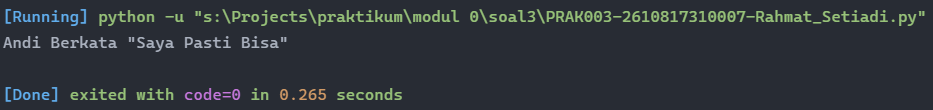 [Running] python -u "s:\Projects\praktikum\modul 0\soal3\PRAK003-2610817310007-Rahmat_Setiadi.py"
Andi Berkata "Saya Pasti Bisa"
[Done] exited with code=0 in 0.265 seconds